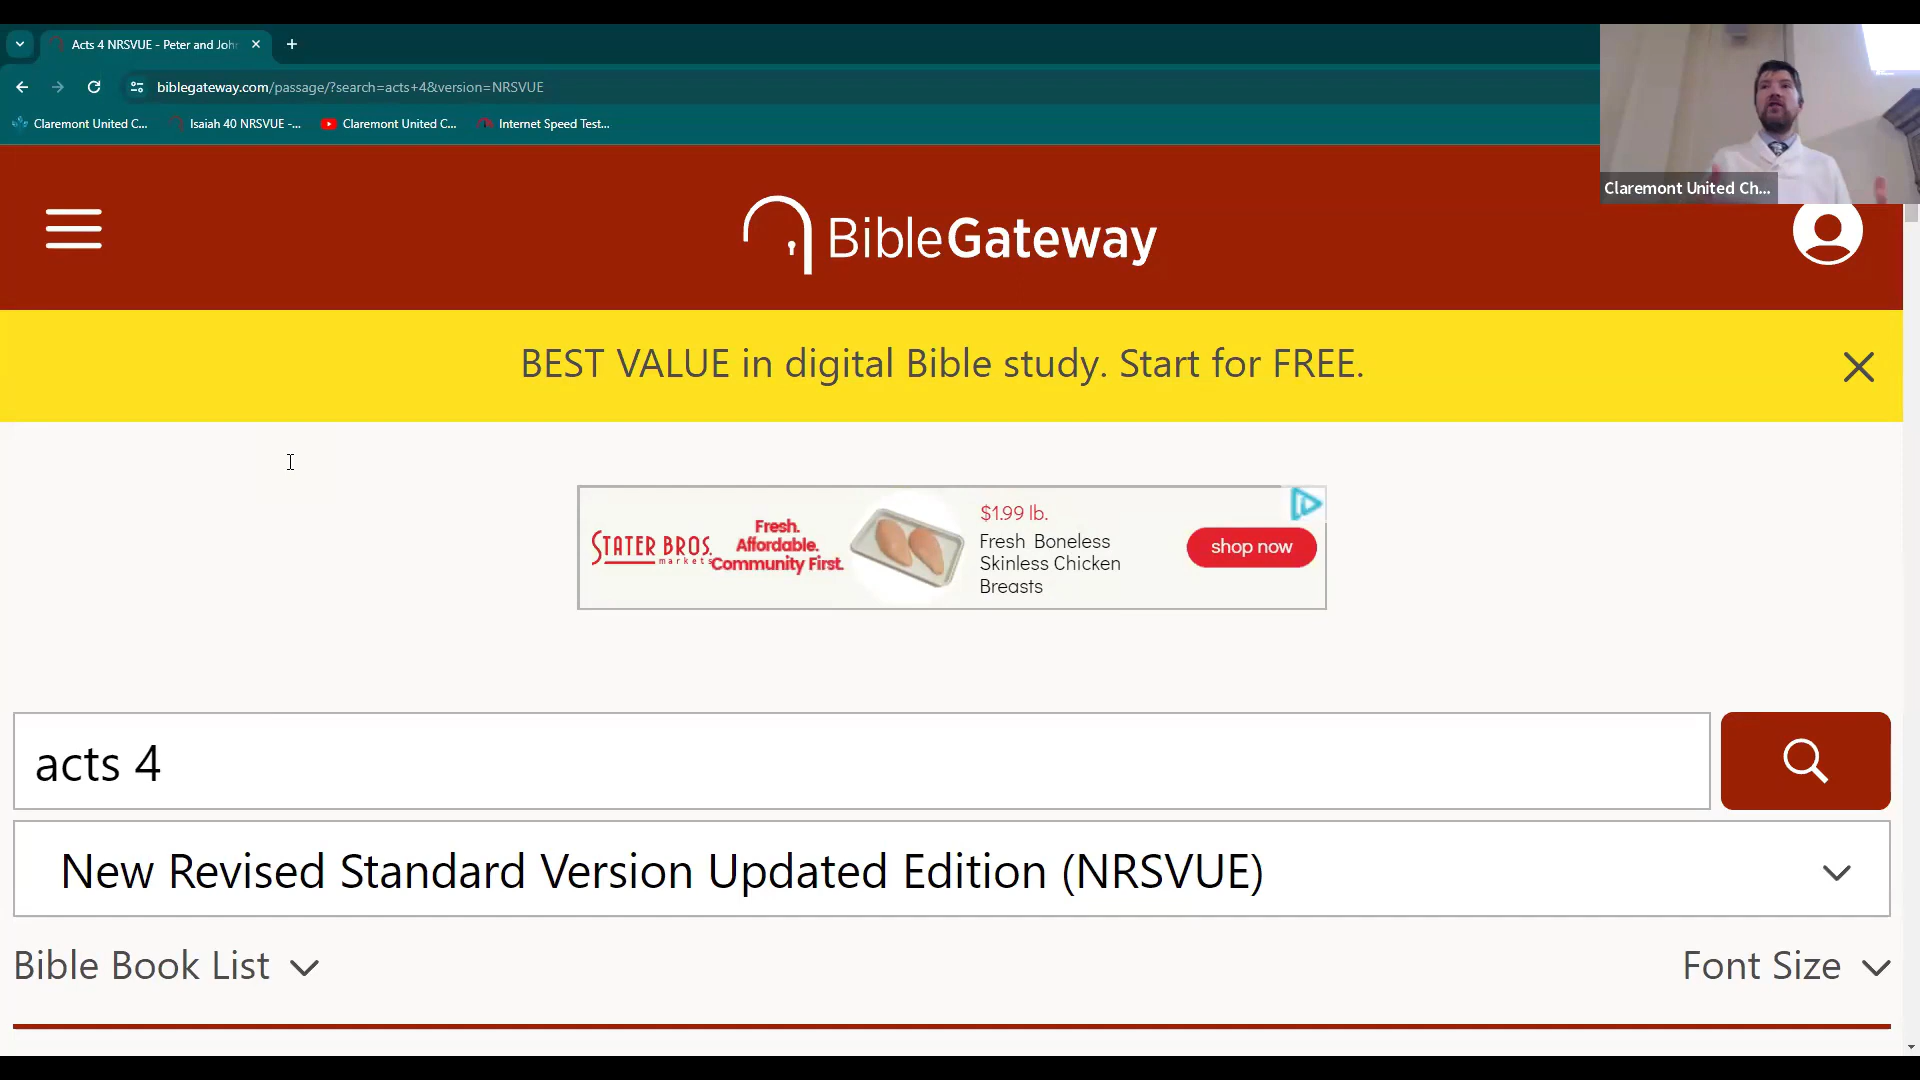 Acts 4 NRSVUE - Peter and Joh
biblegateway.com/passage/?search=acts+4&version=NRSVUE
Claremont United C...
Isaiah 40 NRSVUE -...
Claremont United C...
Internet Speed Test...
Claremont United Ch...
BibleGateway
BEST VALUE in digital Bible study. Start for FREE.
STATER BROS.
markets
Fresh.
Affordable.
Community First.
$1.99 lb.
Fresh Boneless
Skinless Chicken
Breasts
shop now
acts 4
New Revised Standard Version Updated Edition (NRSVUE)
Bible Book List
Font Size